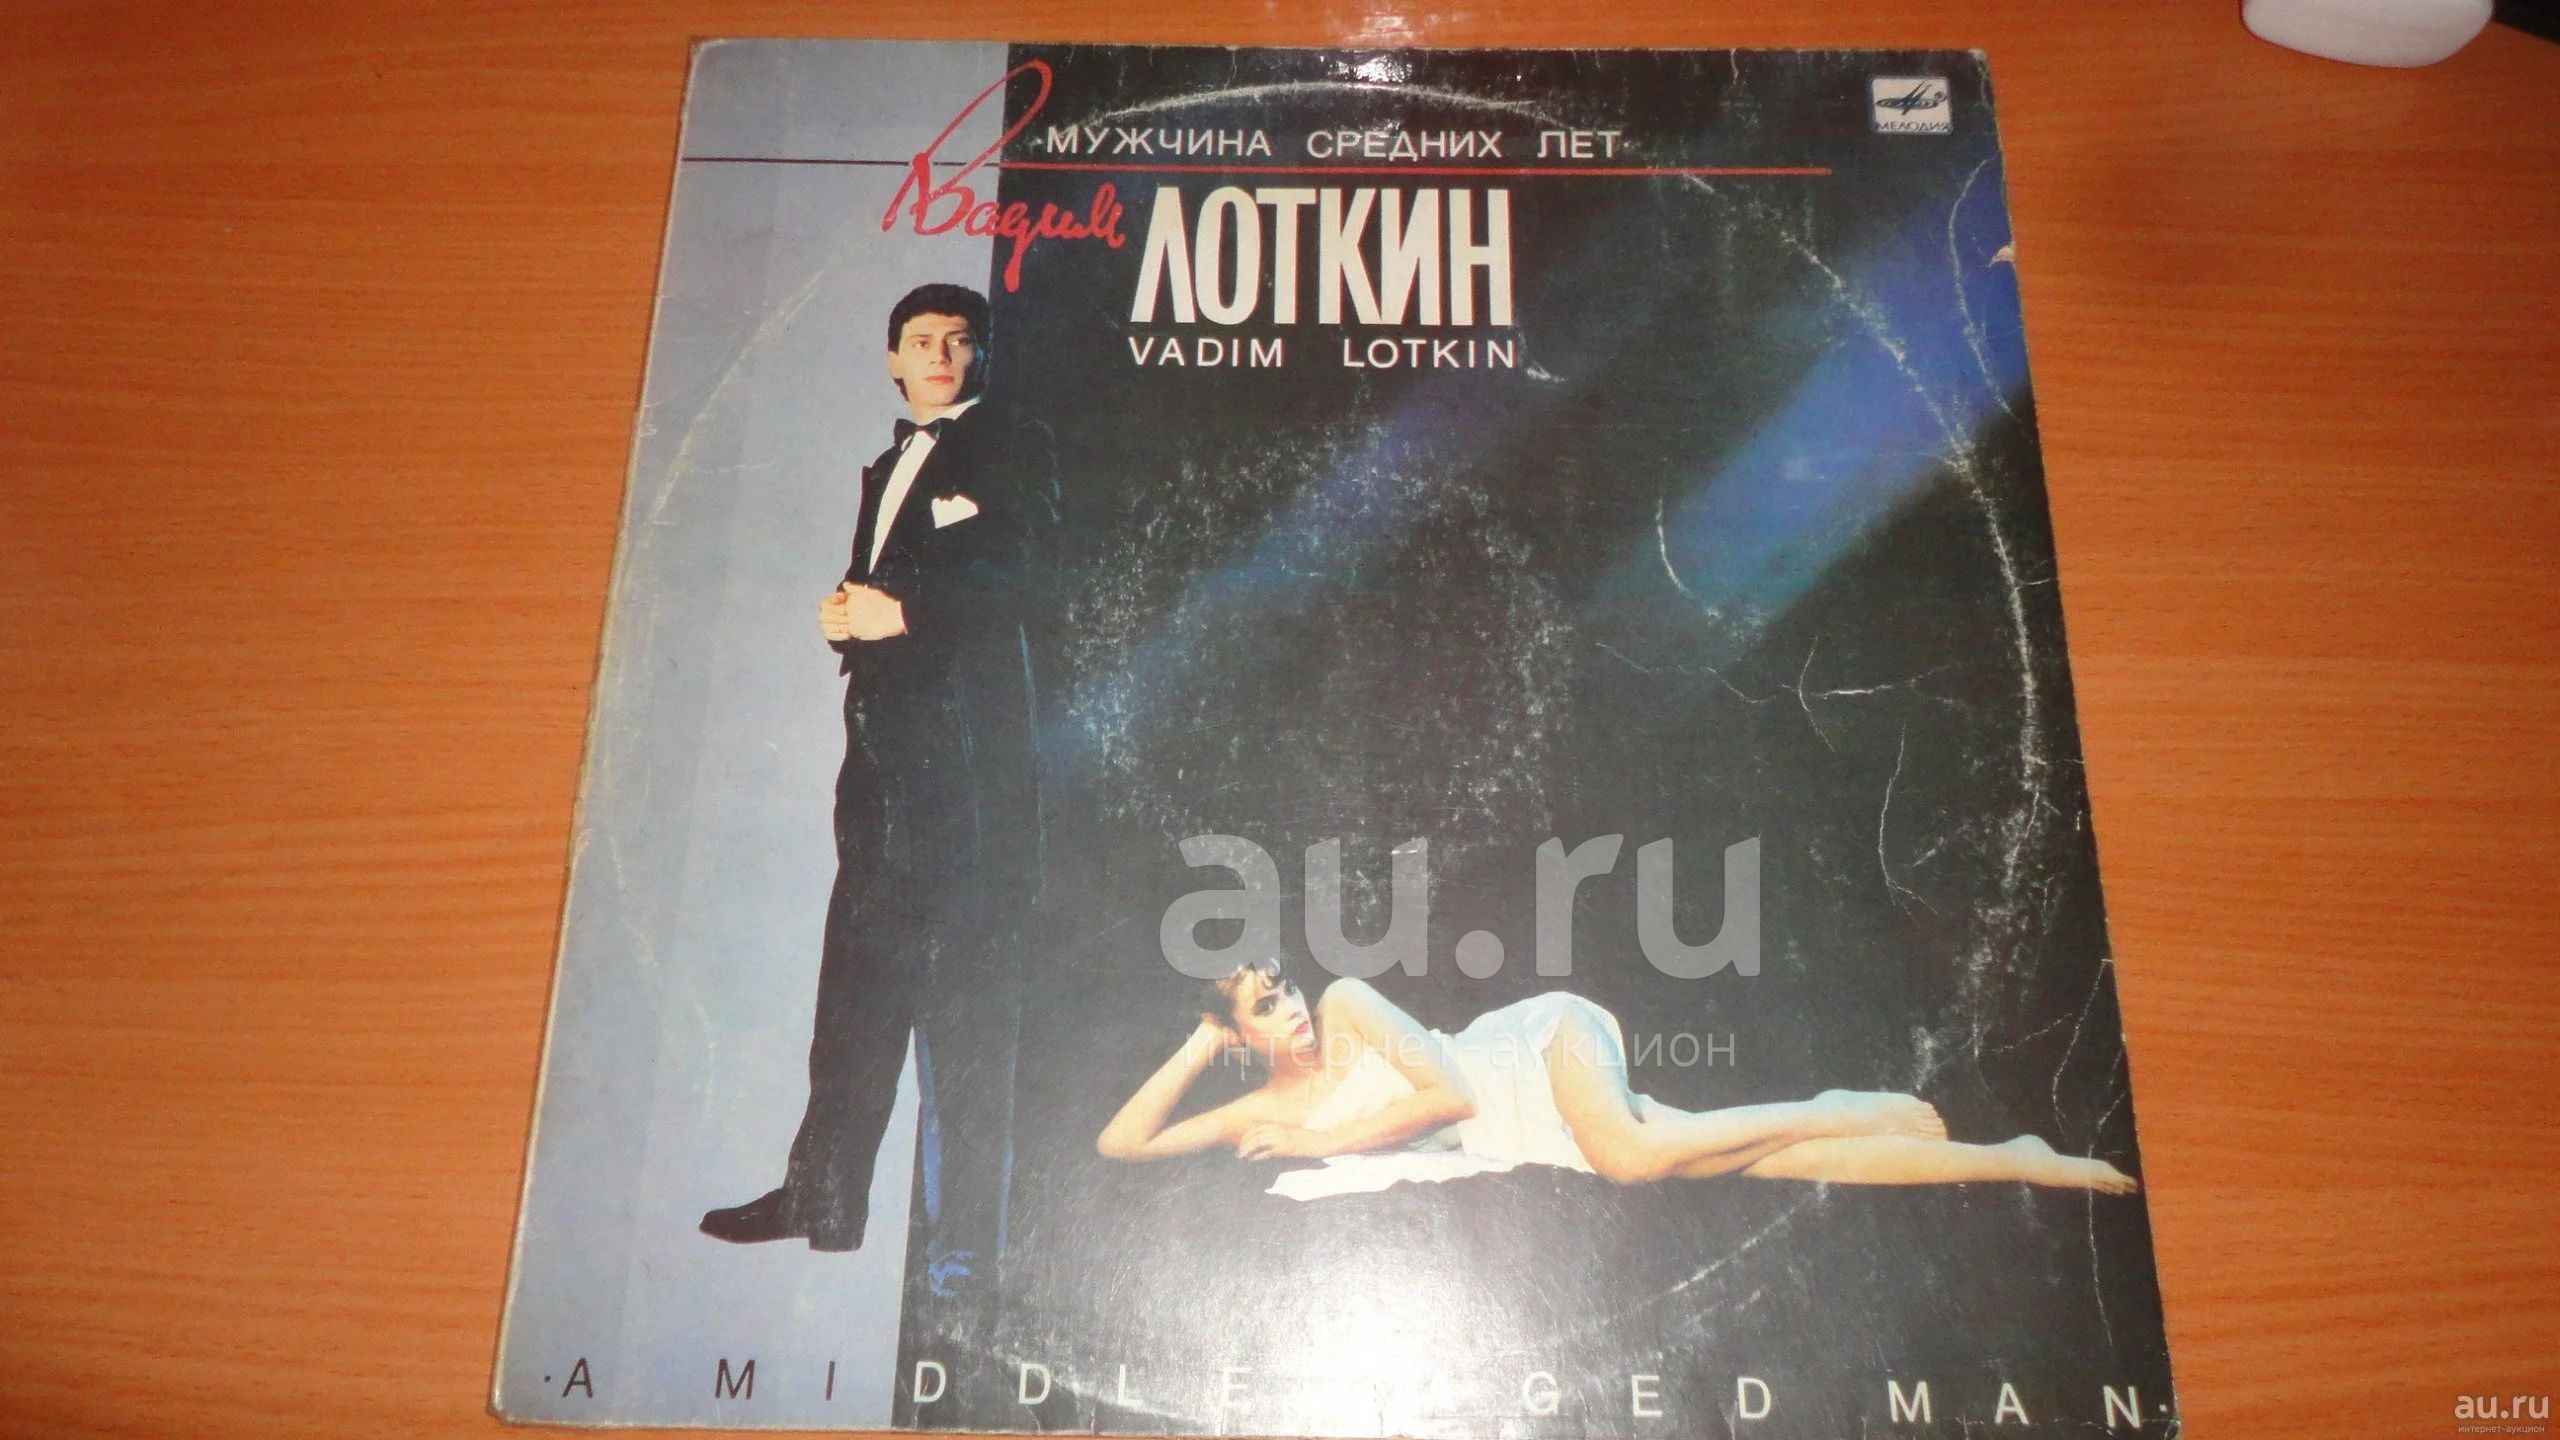 МУЖЧИНА СРЕДНИХ ЛЕТ
МЕЛОДИЯ
Вадим
ЛОТКИН
VADIM LOTKIN
au.ru
интернет-аукцион
·A MIDDLE AGED MAN·
au.ru
интернет-аукцион